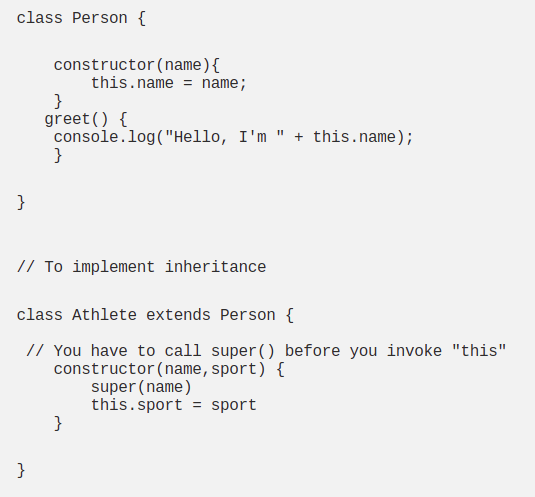 class Person {
    constructor(name){
        this.name = name;
    }
   greet() {
    console.log("Hello, I'm " + this.name);
    }
}
// To implement inheritance
class Athlete extends Person {
 // You have to call super() before you invoke "this"
    constructor(name,sport) {
        super(name)
        this.sport = sport
    }
}